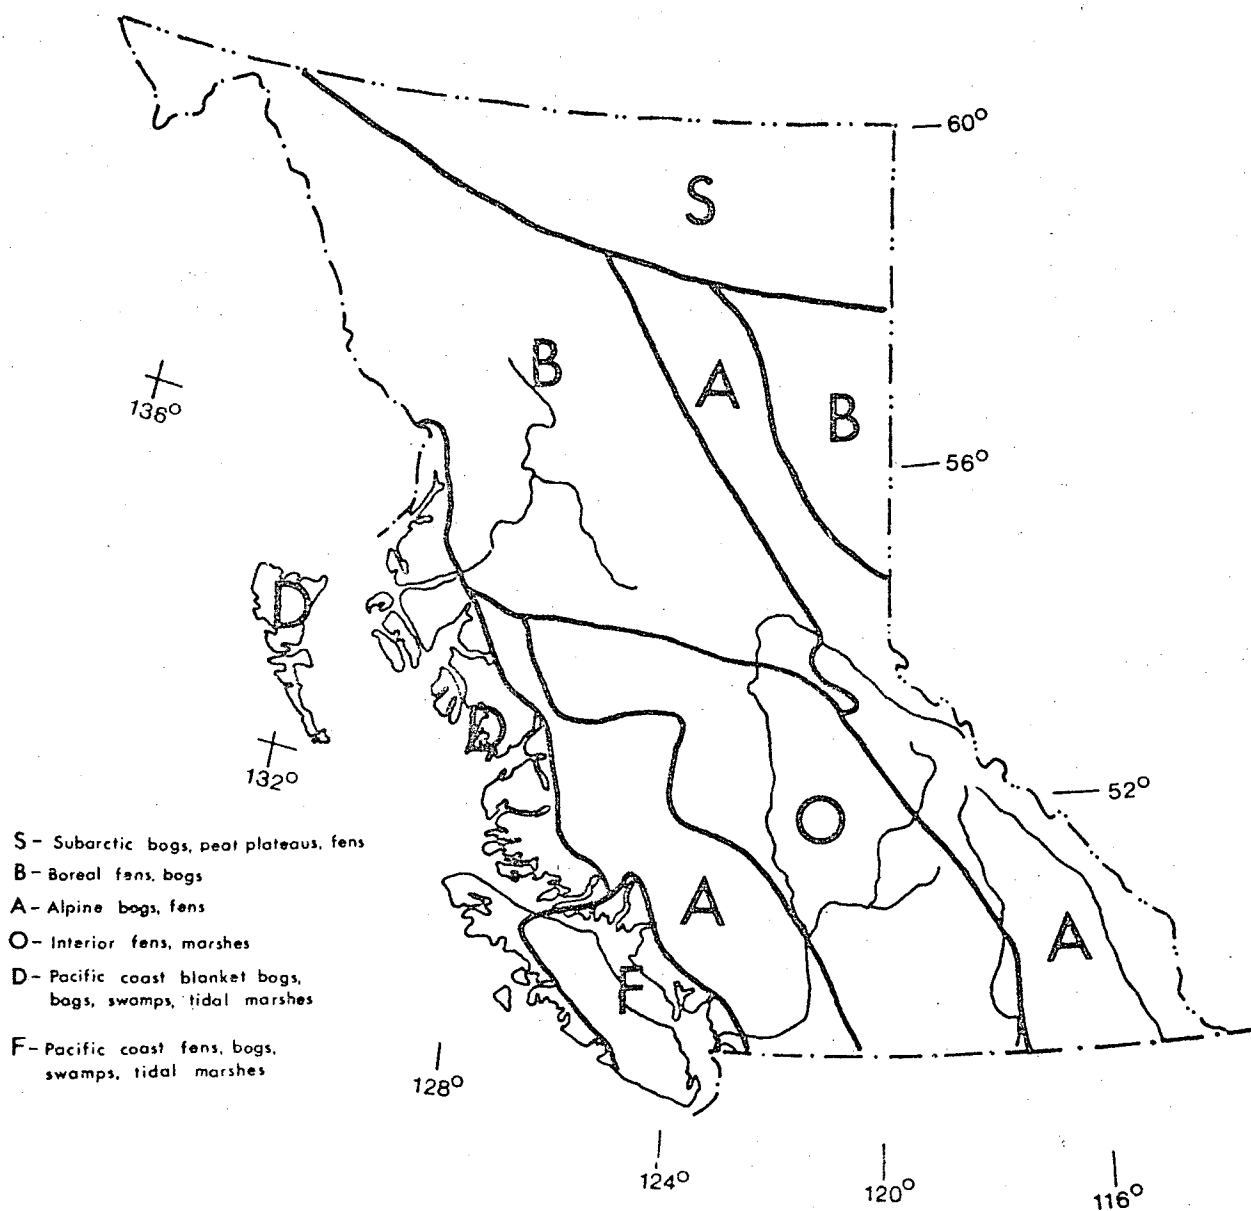 60°
S
B
A
B
136°
56°
D
D
132°
52°
O
S – Subarctic bogs, peat plateaus, fens
B – Boreal fens, bogs
A – Alpine bogs, fens
O – Interior fens, marshes
D – Pacific coast blanket bogs,
bags, swamps, tidal marshes
F – Pacific coast fens, bogs,
swamps, tidal marshes
A
A
F
128°
124°
120°
116°